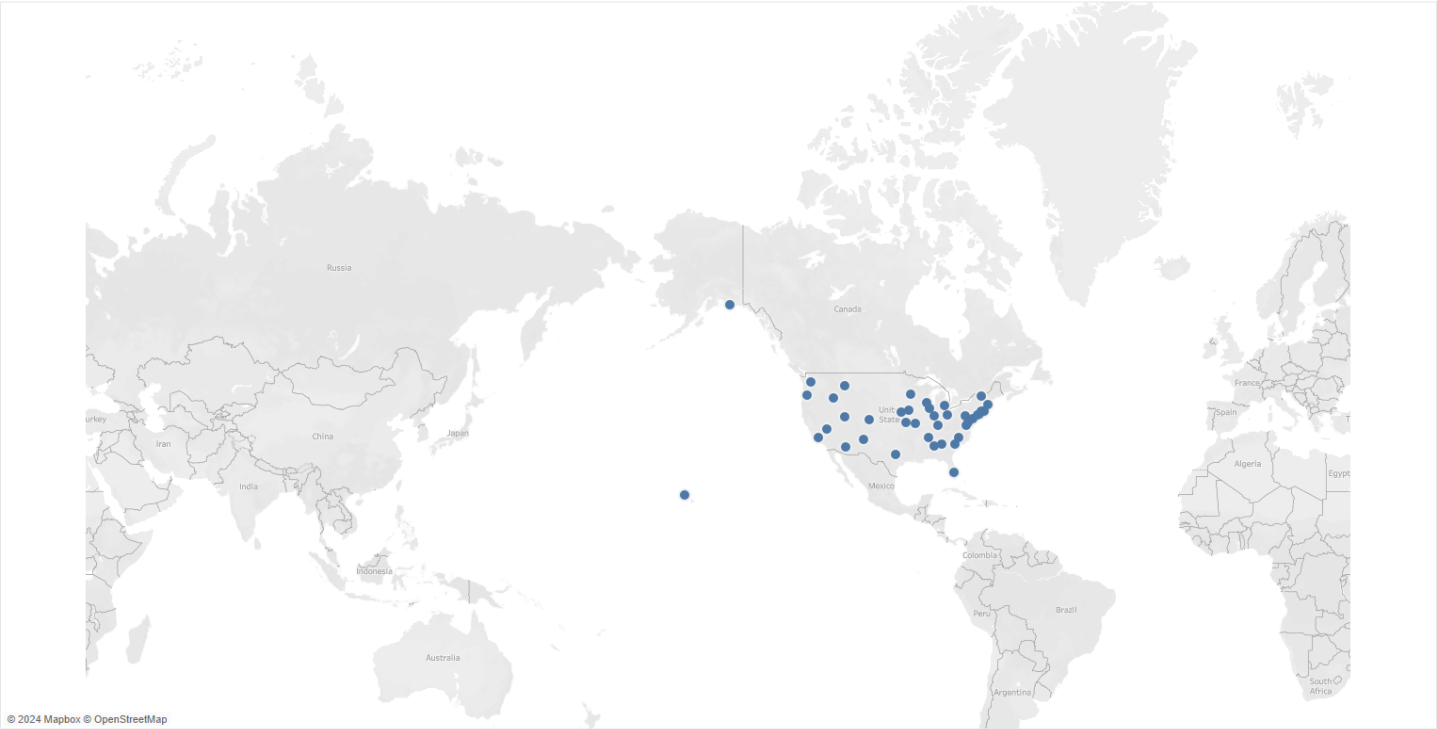 Russia
Canada
France
urkey
Unit
State
Spain
Iran
China
Japan
Algeria
Egypt
India
Mexico
Colombia
Indonesia
Peru
Brazil
Australia
South
Africa
Argentina
© 2024 Mapbox © OpenStreetMap